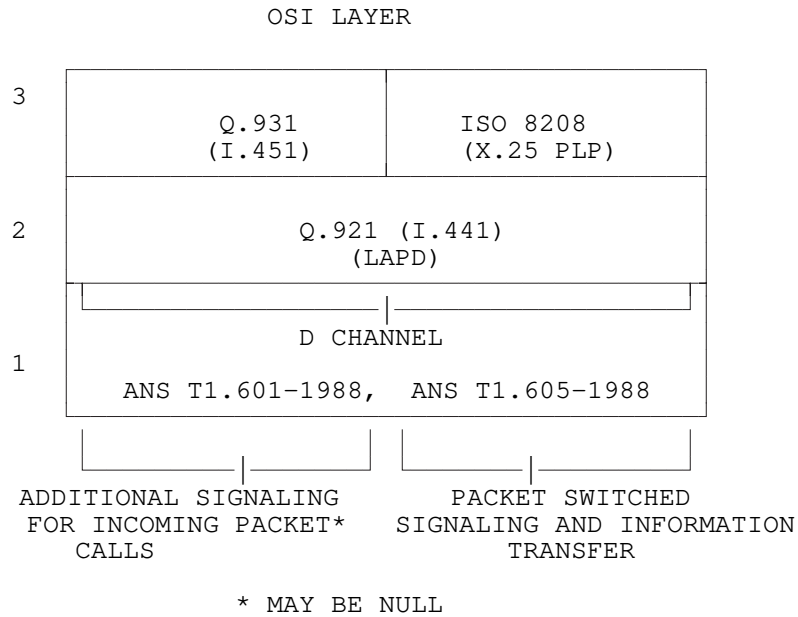 OSI LAYER
3
Q.931 ISO 8208
(I.451) (X.25 PLP)
2 Q.921 (I.441)
(LAPD)
D CHANNEL
1
ANS T1.601-1988, ANS T1.605-1988
ADDITIONAL SIGNALING PACKET SWITCHED
FOR INCOMING PACKET* SIGNALING AND INFORMATION
CALLS TRANSFER
* MAY BE NULL